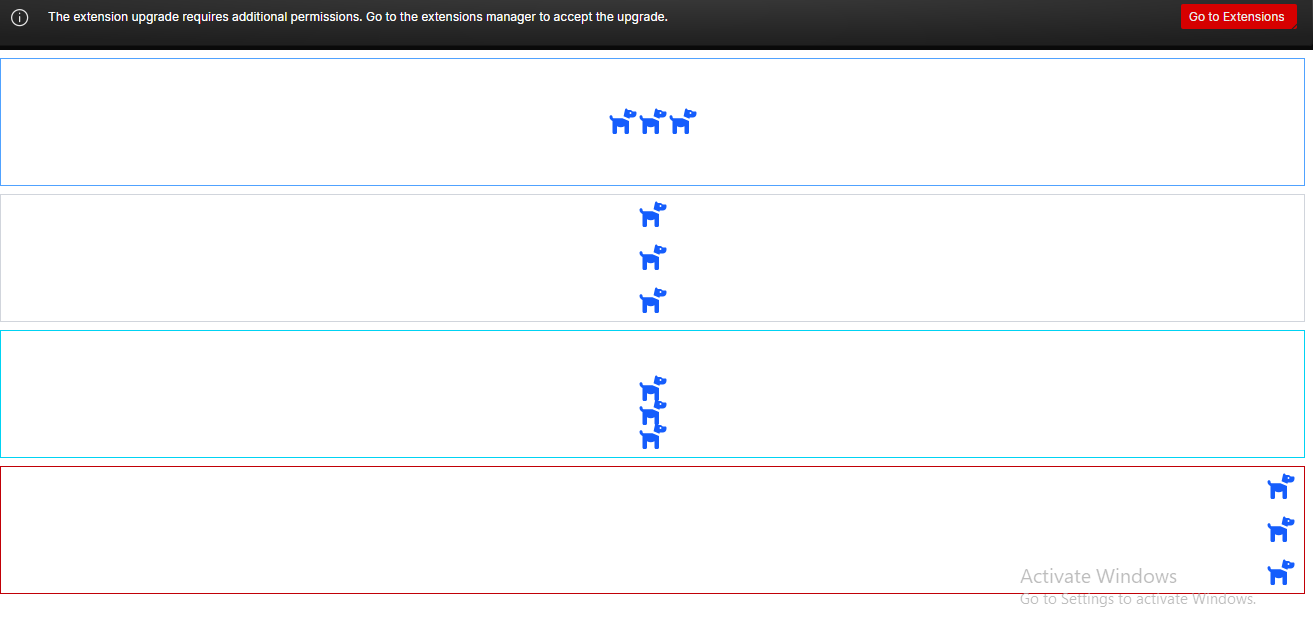 The extension upgrade requires additional permissions. Go to the extensions manager to accept the upgrade.
Go to Extensions
Activate Windows
Go to Settings to activate Windows.